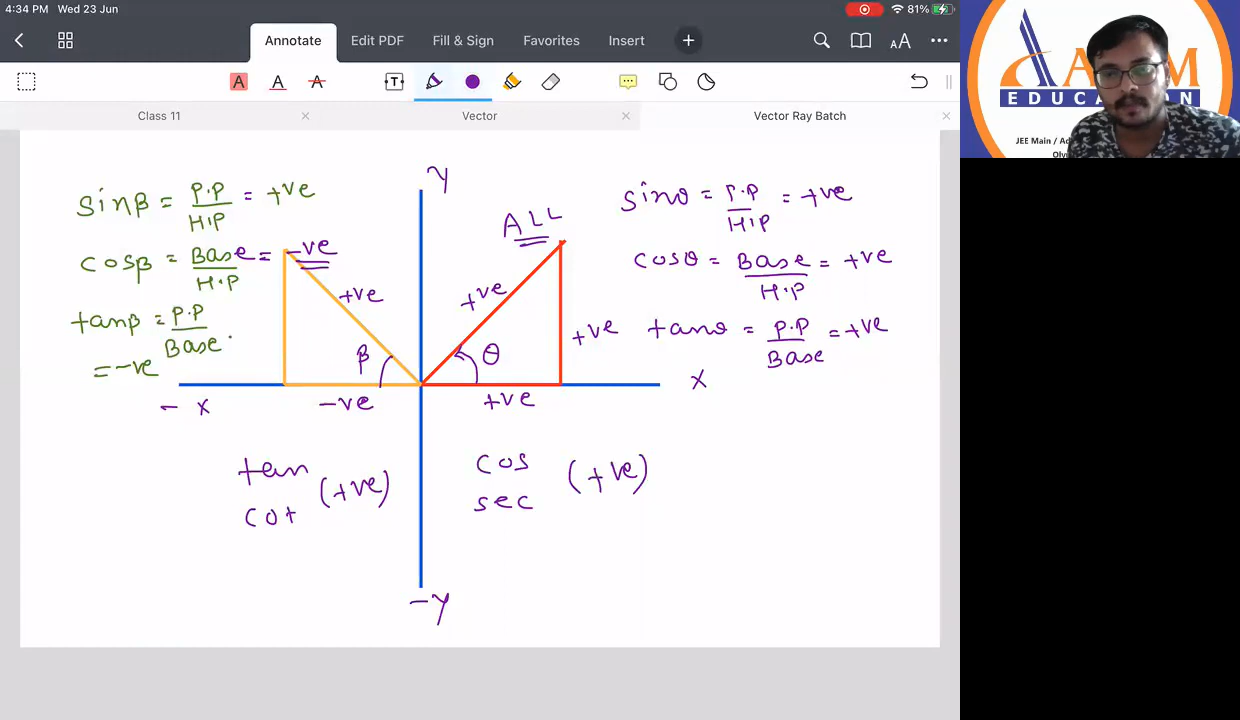 4:34 PM Wed 23 Jun
81%
Annotate
Edit PDF
Fill & Sign
Favorites
Insert
Class 11
Vector
Vector Ray Batch
EDUCATION
JEE Main / Ad
Olym
sinβ = P.P/H.P = +ve
cosβ = Base/H.P = -ve
tanβ = P.P/Base
= -ve
Y
ALL
sinθ = P.P/H.P = +ve
cosθ = Base/H.P = +ve
tanθ = P.P/Base = +ve
+ve
+ve
+ve
β
θ
- x
-ve
+ve
X
tan
cot
(+ve)
cos
sec
(+ve)
-y